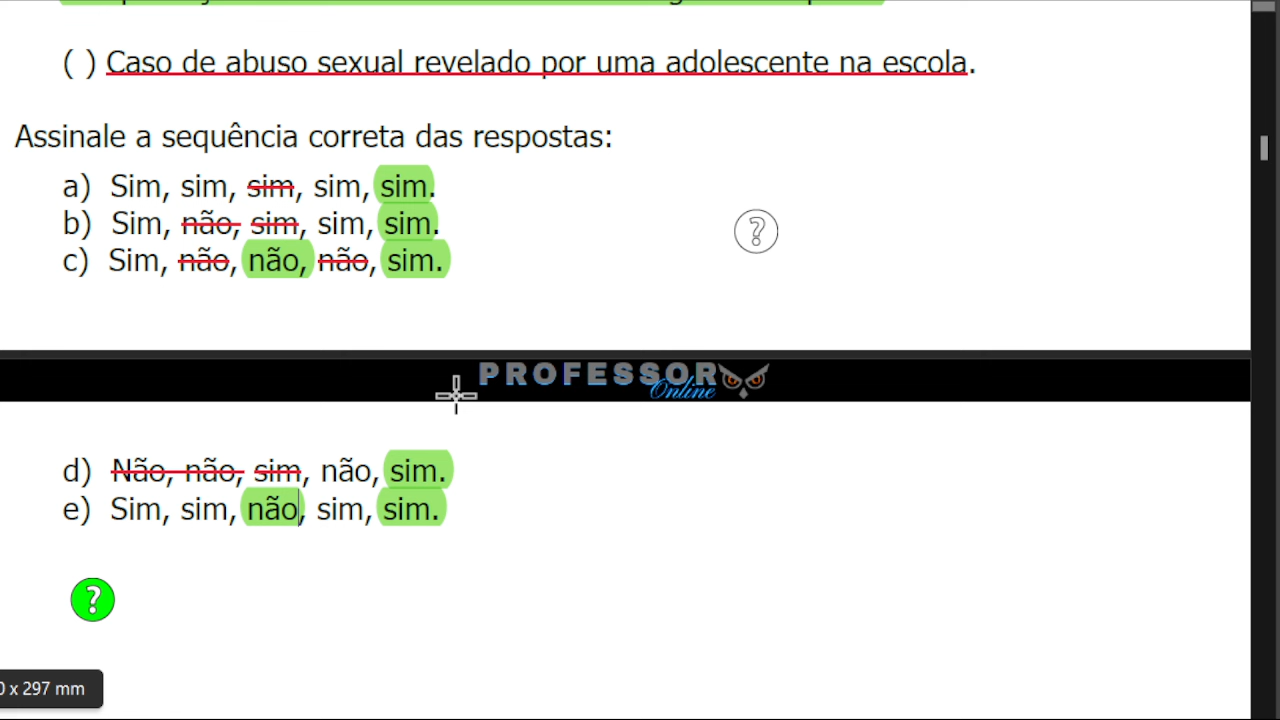 ( ) Caso de abuso sexual revelado por uma adolescente na escola.
Assinale a sequência correta das respostas:
a) Sim, sim, sim, sim, sim.
b) Sim, não, sim, sim, sim.
c) Sim, não, não, não, sim.
PROFESSOR
Online
d) Não, não, sim, não, sim.
e) Sim, sim, não, sim, sim.
x 297 mm